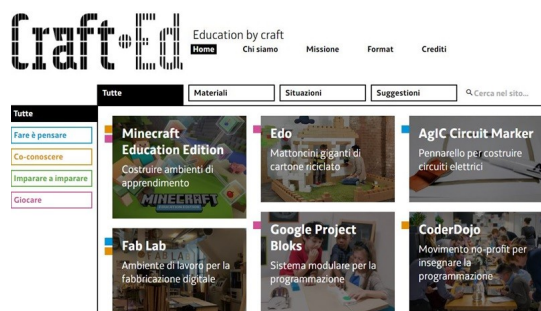 Craft•Ed
Education by craft
Home Chi siamo Missione Format Crediti
Tutte Materiali Situazioni Suggestioni Cerca nel sito...
Tutte
Fare è pensare
Co-conoscere
Imparare a imparare
Giocare
Minecraft
Education Edition
Costruire ambienti di
apprendimento
MINECRAFT
Edo
Mattoncini giganti di
cartone riciclato
AgIC Circuit Marker
Pennarello per costruire
circuiti elettrici
Fab Lab
Ambiente di lavoro per la
fabbricazione digitale
FABLA
Google Project
Bloks
Sistema modulare per la
programmazione
CoderDojo
Movimento no-profit per
insegnare la
programmazione